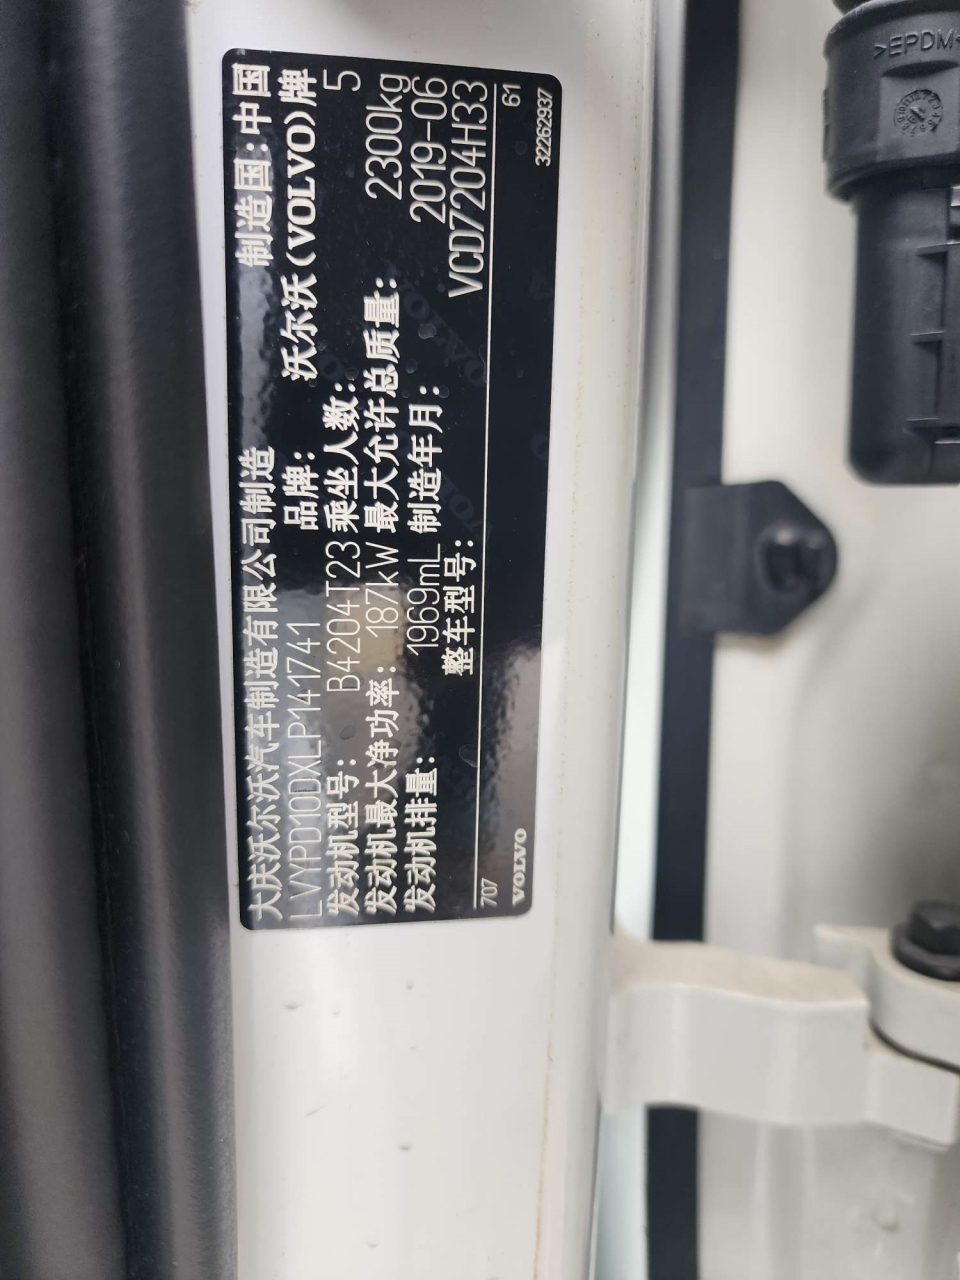 大庆沃尔沃汽车制造有限公司制造 制造国:中国
LVYPD10DXLP141741 品牌: 沃尔沃(VOLVO)牌
发动机型号: B4204T23 乘坐人数: 5
发动机最大净功率: 187kW 最大允许总质量: 2300kg
发动机排量: 1969mL 制造年月: 2019-06
整车型号: VCD7204H33
707 61
VOLVO 32262937
>EPDM<